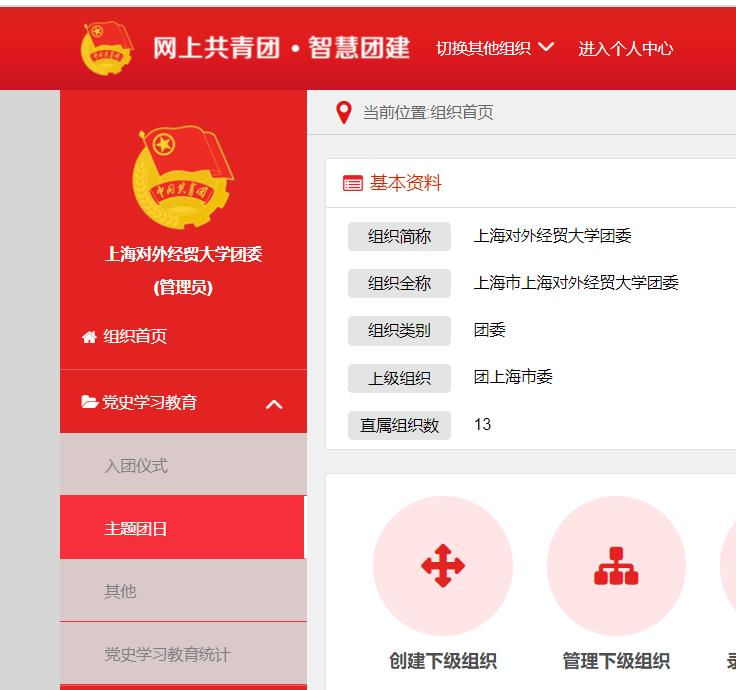 网上共青团·智慧团建
切换其他组织
进入个人中心
中国共青团
上海对外经贸大学团委
(管理员)
组织首页
党史学习教育
入团仪式
主题团日
其他
党史学习教育统计
当前位置:组织首页
基本资料
组织简称 上海对外经贸大学团委
组织全称 上海市上海对外经贸大学团委
组织类别 团委
上级组织 团上海市委
直属组织数 13
创建下级组织
管理下级组织